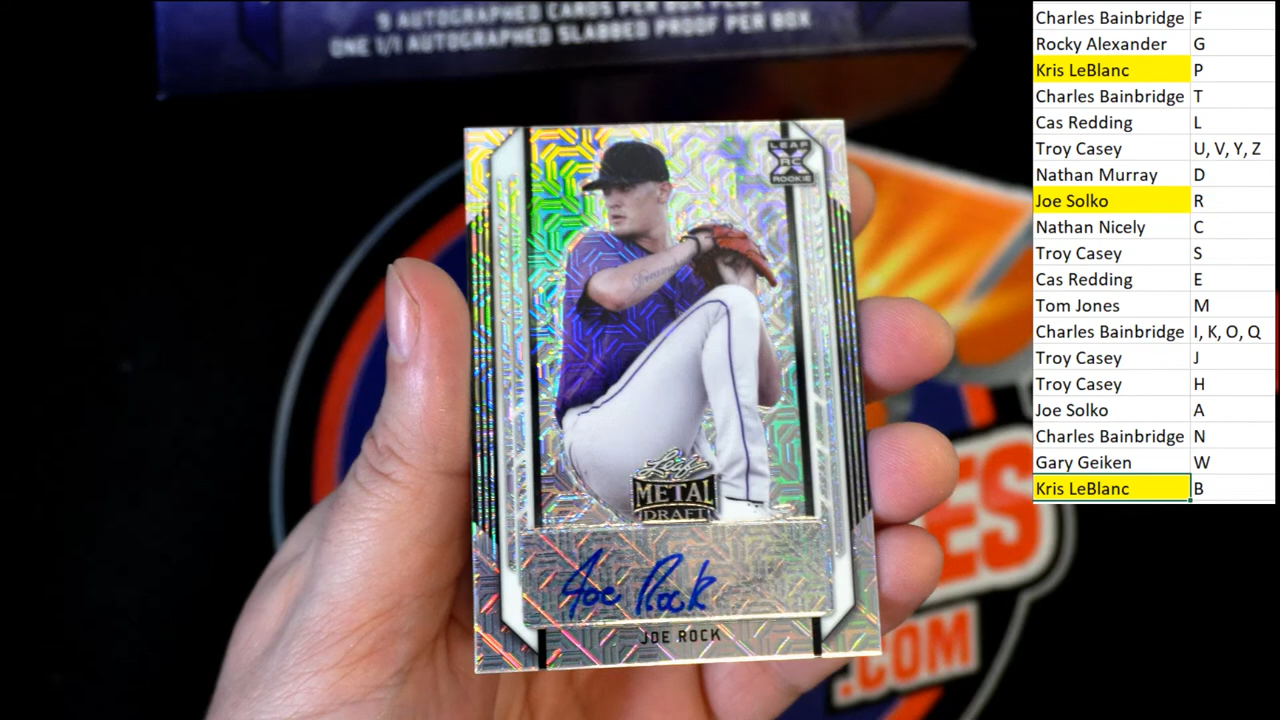 9 AUTOGRAPHED CARDS PER BOX PLUS
ONE 1/1 AUTOGRAPHED SLABBED PROOF PER BOX
LEAF
RC
ROOKIE
Leaf
METAL
DRAFT
Joe Rock
JOE ROCK
ES
.COM
Charles Bainbridge F
Rocky Alexander G
Kris LeBlanc P
Charles Bainbridge T
Cas Redding L
Troy Casey U, V, Y, Z
Nathan Murray D
Joe Solko R
Nathan Nicely C
Troy Casey S
Cas Redding E
Tom Jones M
Charles Bainbridge I, K, O, Q
Troy Casey J
Troy Casey H
Joe Solko A
Charles Bainbridge N
Gary Geiken W
Kris LeBlanc B